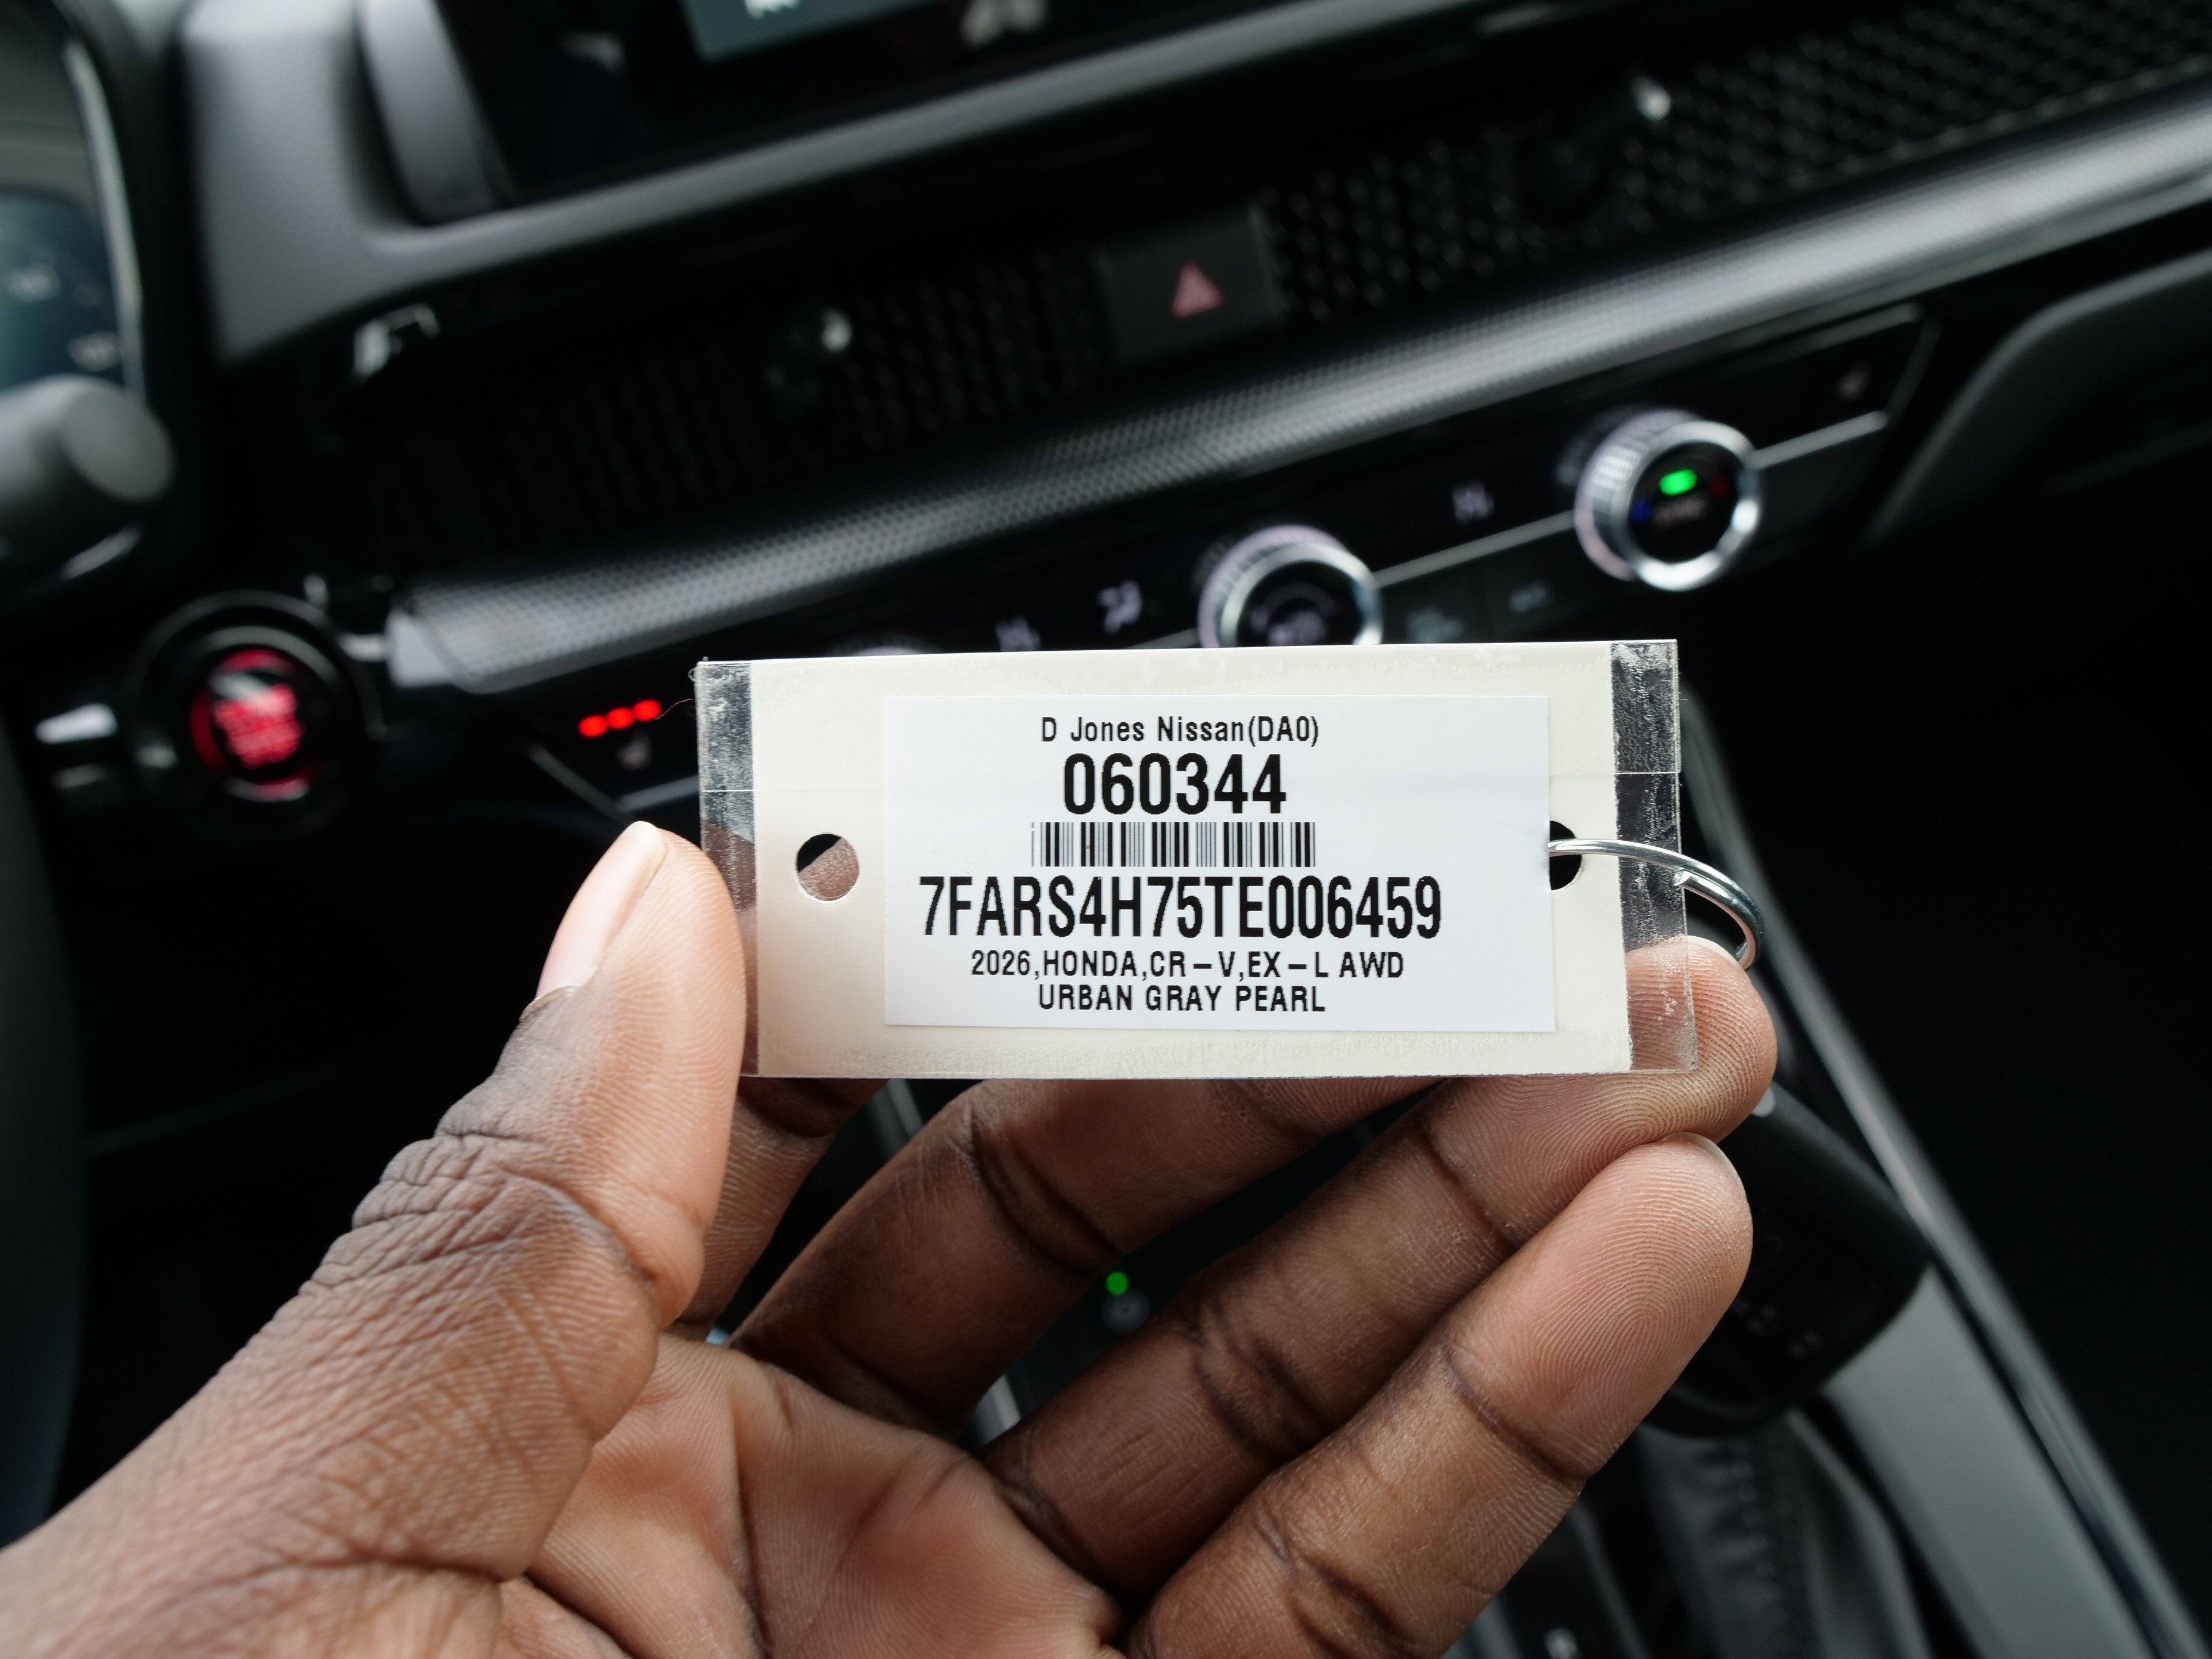 D Jones Nissan(DA0)
060344
7FARS4H75TE006459
2026,HONDA,CR-V,EX-L AWD
URBAN GRAY PEARL